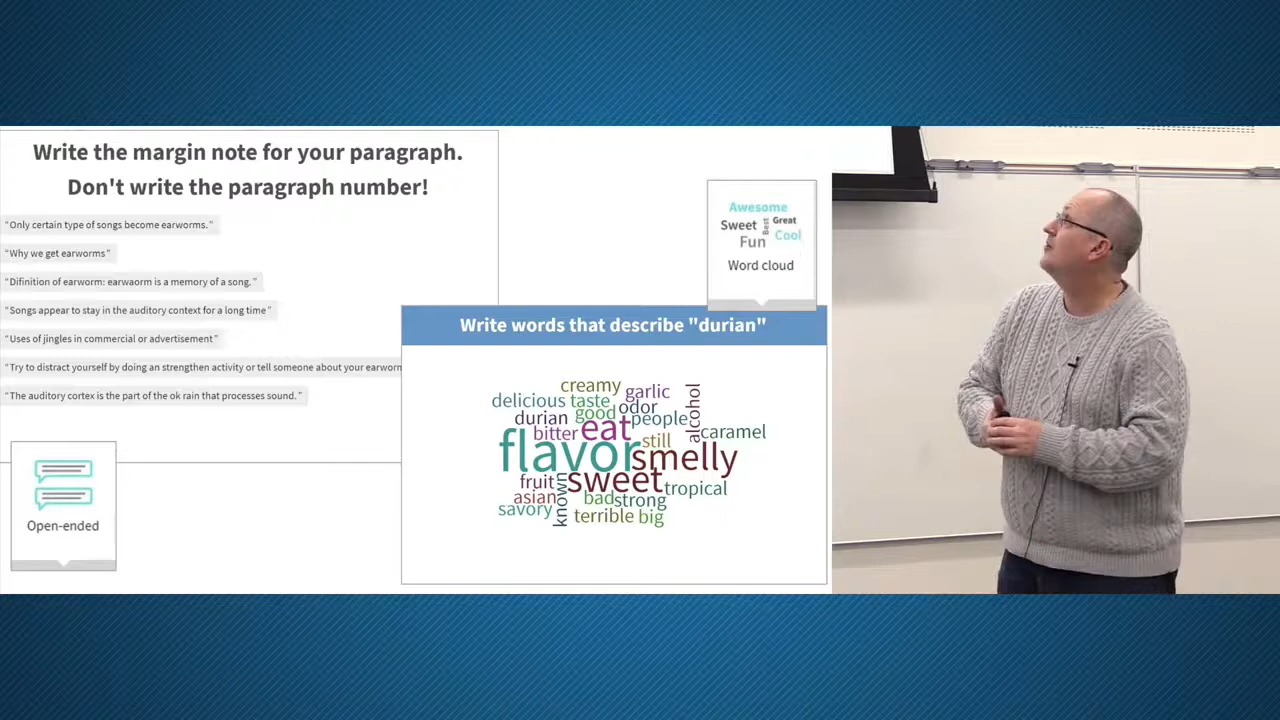 Write the margin note for your paragraph.
Don't write the paragraph number!
“Only certain type of songs become earworms.”
“Why we get earworms”
“Difinition of earworm: earwaorm is a memory of a song.”
“Songs appear to stay in the auditory context for a long time”
“Uses of jingles in commercial or advertisement”
“Try to distract yourself by doing an strengthen activity or tell someone about your earworm
“The auditory cortex is the part of the ok rain that processes sound.”
Open-ended
Awesome
Sweet Best Great
Fun Cool
Word cloud
Write words that describe "durian"
creamy garlic alcohol
delicious taste odor
durian good people
bitter eat still caramel
flavor smelly
fruit sweet tropical
asian known bad strong
savory terrible big